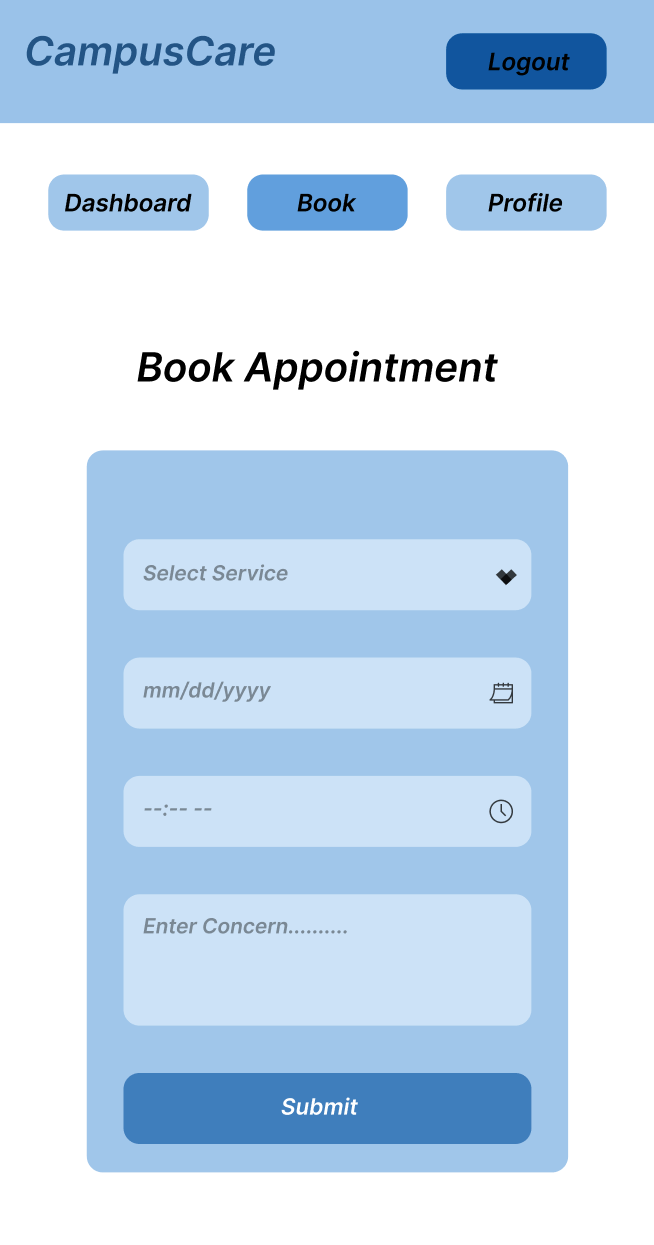 CampusCare
Logout
Dashboard
Book
Profile
Book Appointment
Select Service
mm/dd/yyyy
--:-- --
Enter Concern..........
Submit